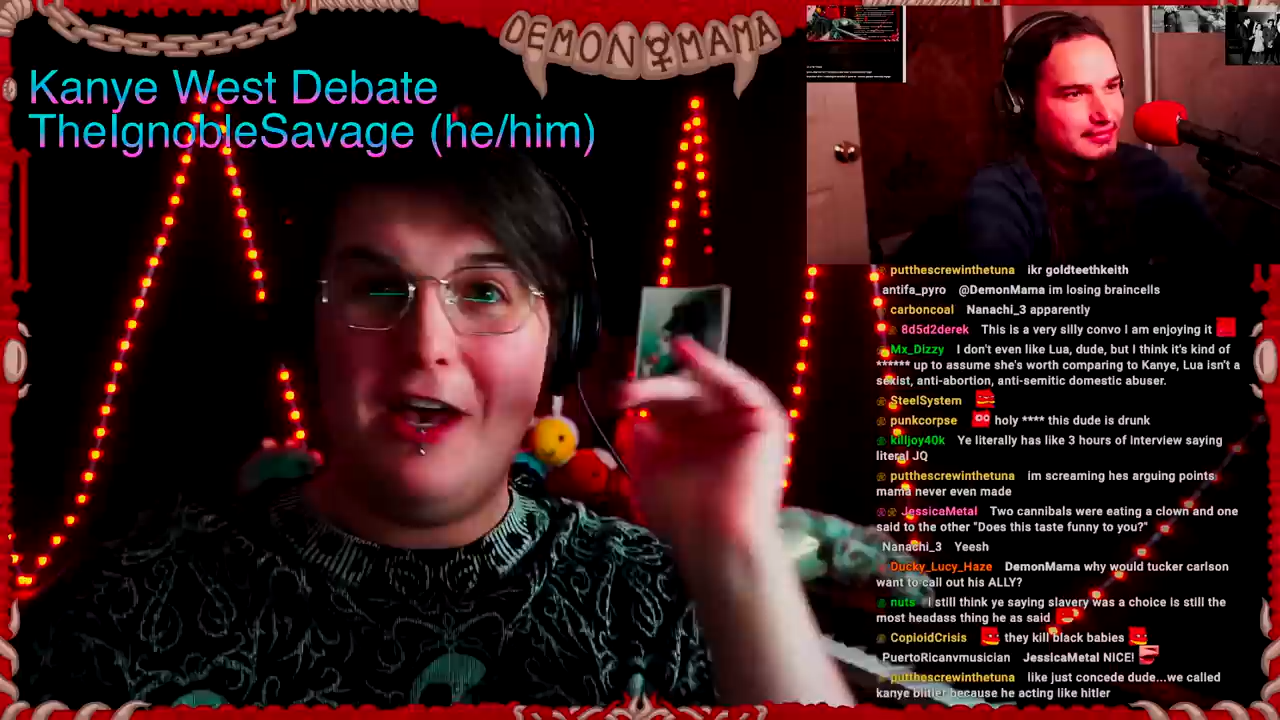 DEMON MAMA
Kanye West Debate
TheIgnobleSavage (he/him)
putthescrewinthetuna ikr goldteethkeith
antifa_pyro @DemonMama im losing braincells
carboncoal Nanachi_3 apparently
8d5d2derek This is a very silly convo I am enjoying it
Mx_Dizzy I don't even like Lua, dude, but I think it's kind of
****** up to assume she's worth comparing to Kanye, Lua isn't a
sexist, anti-abortion, anti-semitic domestic abuser.
SteelSystem
punkcorpse holy **** this dude is drunk
killjoy40k Ye literally has like 3 hours of interview saying
literal JQ
putthescrewinthetuna im screaming hes arguing points
mama never even made
JessicaMetal Two cannibals were eating a clown and one
said to the other "Does this taste funny to you?"
Nanachi_3 Yeesh
Ducky_Lucy_Haze DemonMama why would tucker carlson
want to call out his ALLY?
nuts I still think ye saying slavery was a choice is still the
most headass thing he as said
CopioidCrisis they kill black babies
PuertoRicanvmusician JessicaMetal NICE!
putthescrewinthetuna like just concede dude...we called
kanye blitler because he acting like hitler